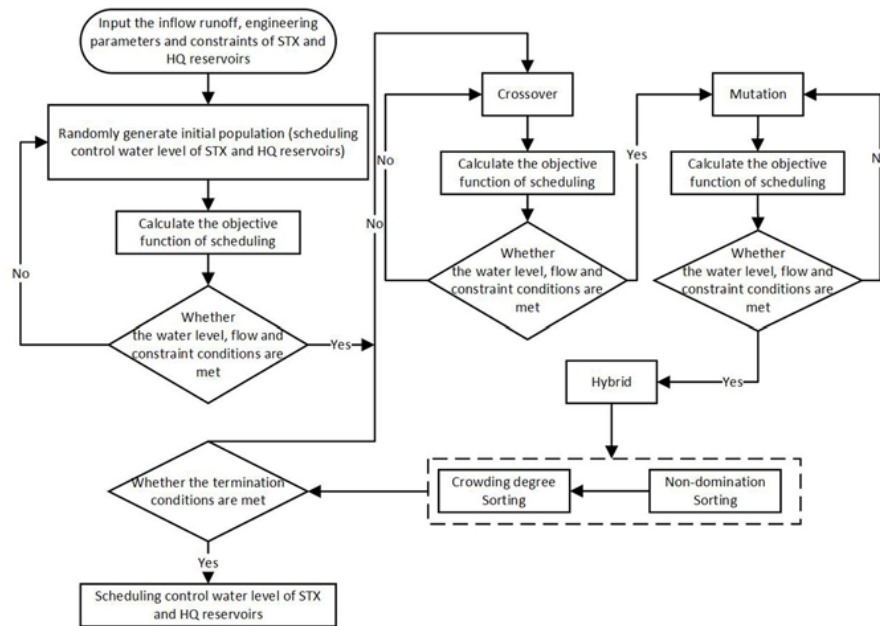 Input the inflow runoff, engineering
parameters and constraints of STX and
HQ reservoirs
Randomly generate initial population (scheduling
control water level of STX and HQ reservoirs)
Calculate the objective
function of scheduling
No
Whether
the water level, flow and
constraint conditions are
met
Yes
No
Crossover
No
Calculate the objective
function of scheduling
Whether
the water level, flow and
constraint conditions are
met
Yes
Mutation
Calculate the objective
function of scheduling
Whether
the water level, flow and
constraint conditions are
met
Yes
Hybrid
Non-domination
Sorting
Crowding degree
Sorting
Whether the termination
conditions are met
Yes
Scheduling control water level of STX
and HQ reservoirs